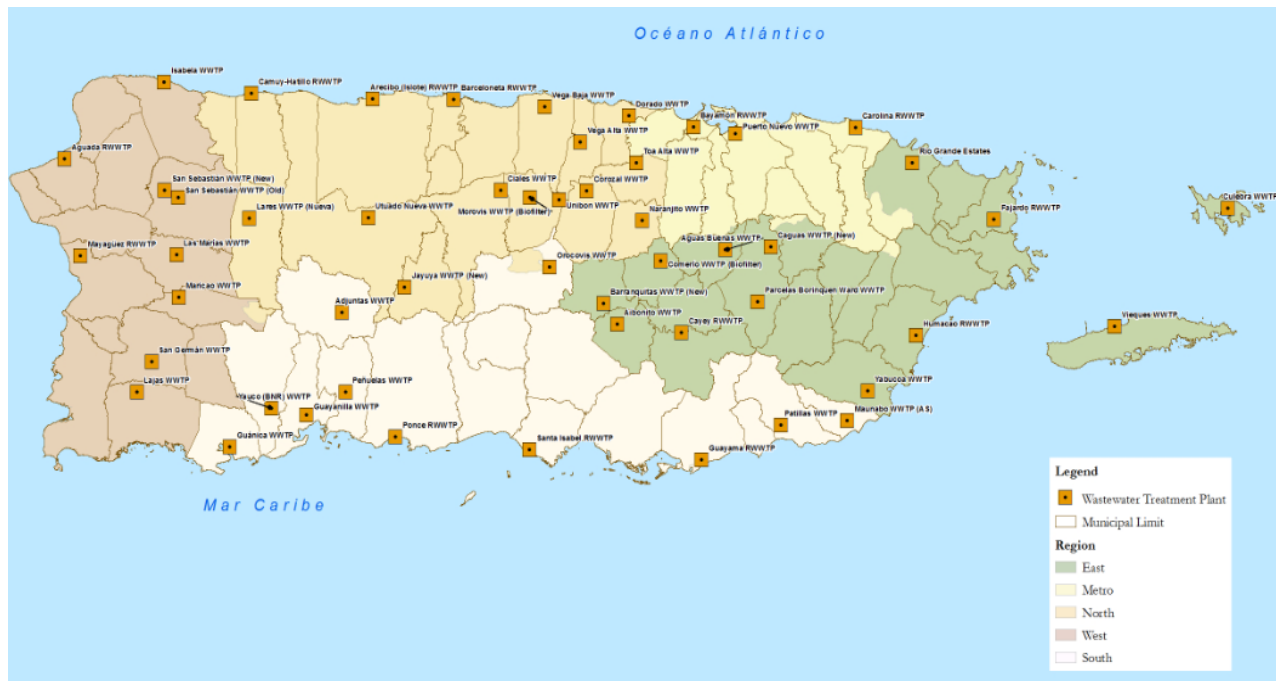 Océano Atlántico
Isabela WWTP
Camuy-Hatillo RWWTP
Arecibo (Islote) RWWTP
Barceloneta RWWTP
Vega Baja WWTP
Dorado WWTP
Bayamón RWWTP
Puerto Nuevo WWTP
Carolina RWWTP
Vega Alta WWTP
Aguada RWWTP
Toa Alta WWTP
Río Grande Estates
San Sebastián WWTP (New)
San Sebastián WWTP (Old)
Ciales WWTP
Corozal WWTP
Morovis WWTP (Biofilter)
Unibon WWTP
Culebra WWTP
Lares WWTP (Nueva)
Utuado Nueva WWTP
Naranjito WWTP
Fajardo RWWTP
Mayaguez RWWTP
Las Marías WWTP
Aguas Buenas WWTP
Caguas WWTP (New)
Orocovis WWTP
Comerío WWTP (Biofilter)
Jayuya WWTP (New)
Maricao WWTP
Adjuntas WWTP
Barranquitas WWTP (New)
Parcelas Borinquen Ward WWTP
Aibonito WWTP
Cayey RWWTP
Humacao RWWTP
Vieques WWTP
San Germán WWTP
Lajas WWTP
Peñuelas WWTP
Yauco (BNR) WWTP
Guayanilla WWTP
Yabucoa WWTP
Patillas WWTP
Maunabo WWTP (AS)
Guánica WWTP
Ponce RWWTP
Santa Isabel RWWTP
Guayama RWWTP
Mar Caribe
Legend
Wastewater Treatment Plant
Municipal Limit
Region
East
Metro
North
West
South